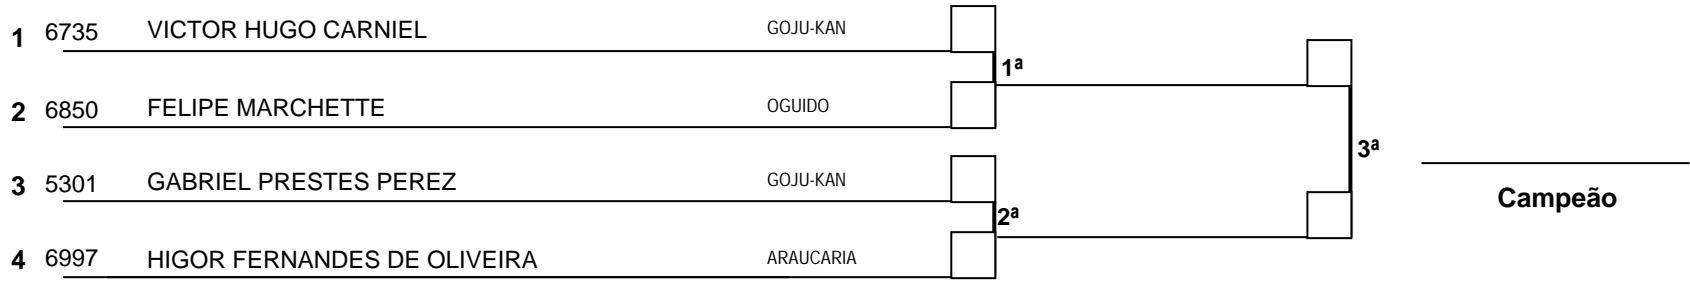 1 6735 VICTOR HUGO CARNIEL GOJU-KAN
1ª
2 6850 FELIPE MARCHETTE OGUIDO
3ª
3 5301 GABRIEL PRESTES PEREZ GOJU-KAN
Campeão
2ª
4 6997 HIGOR FERNANDES DE OLIVEIRA ARAUCARIA